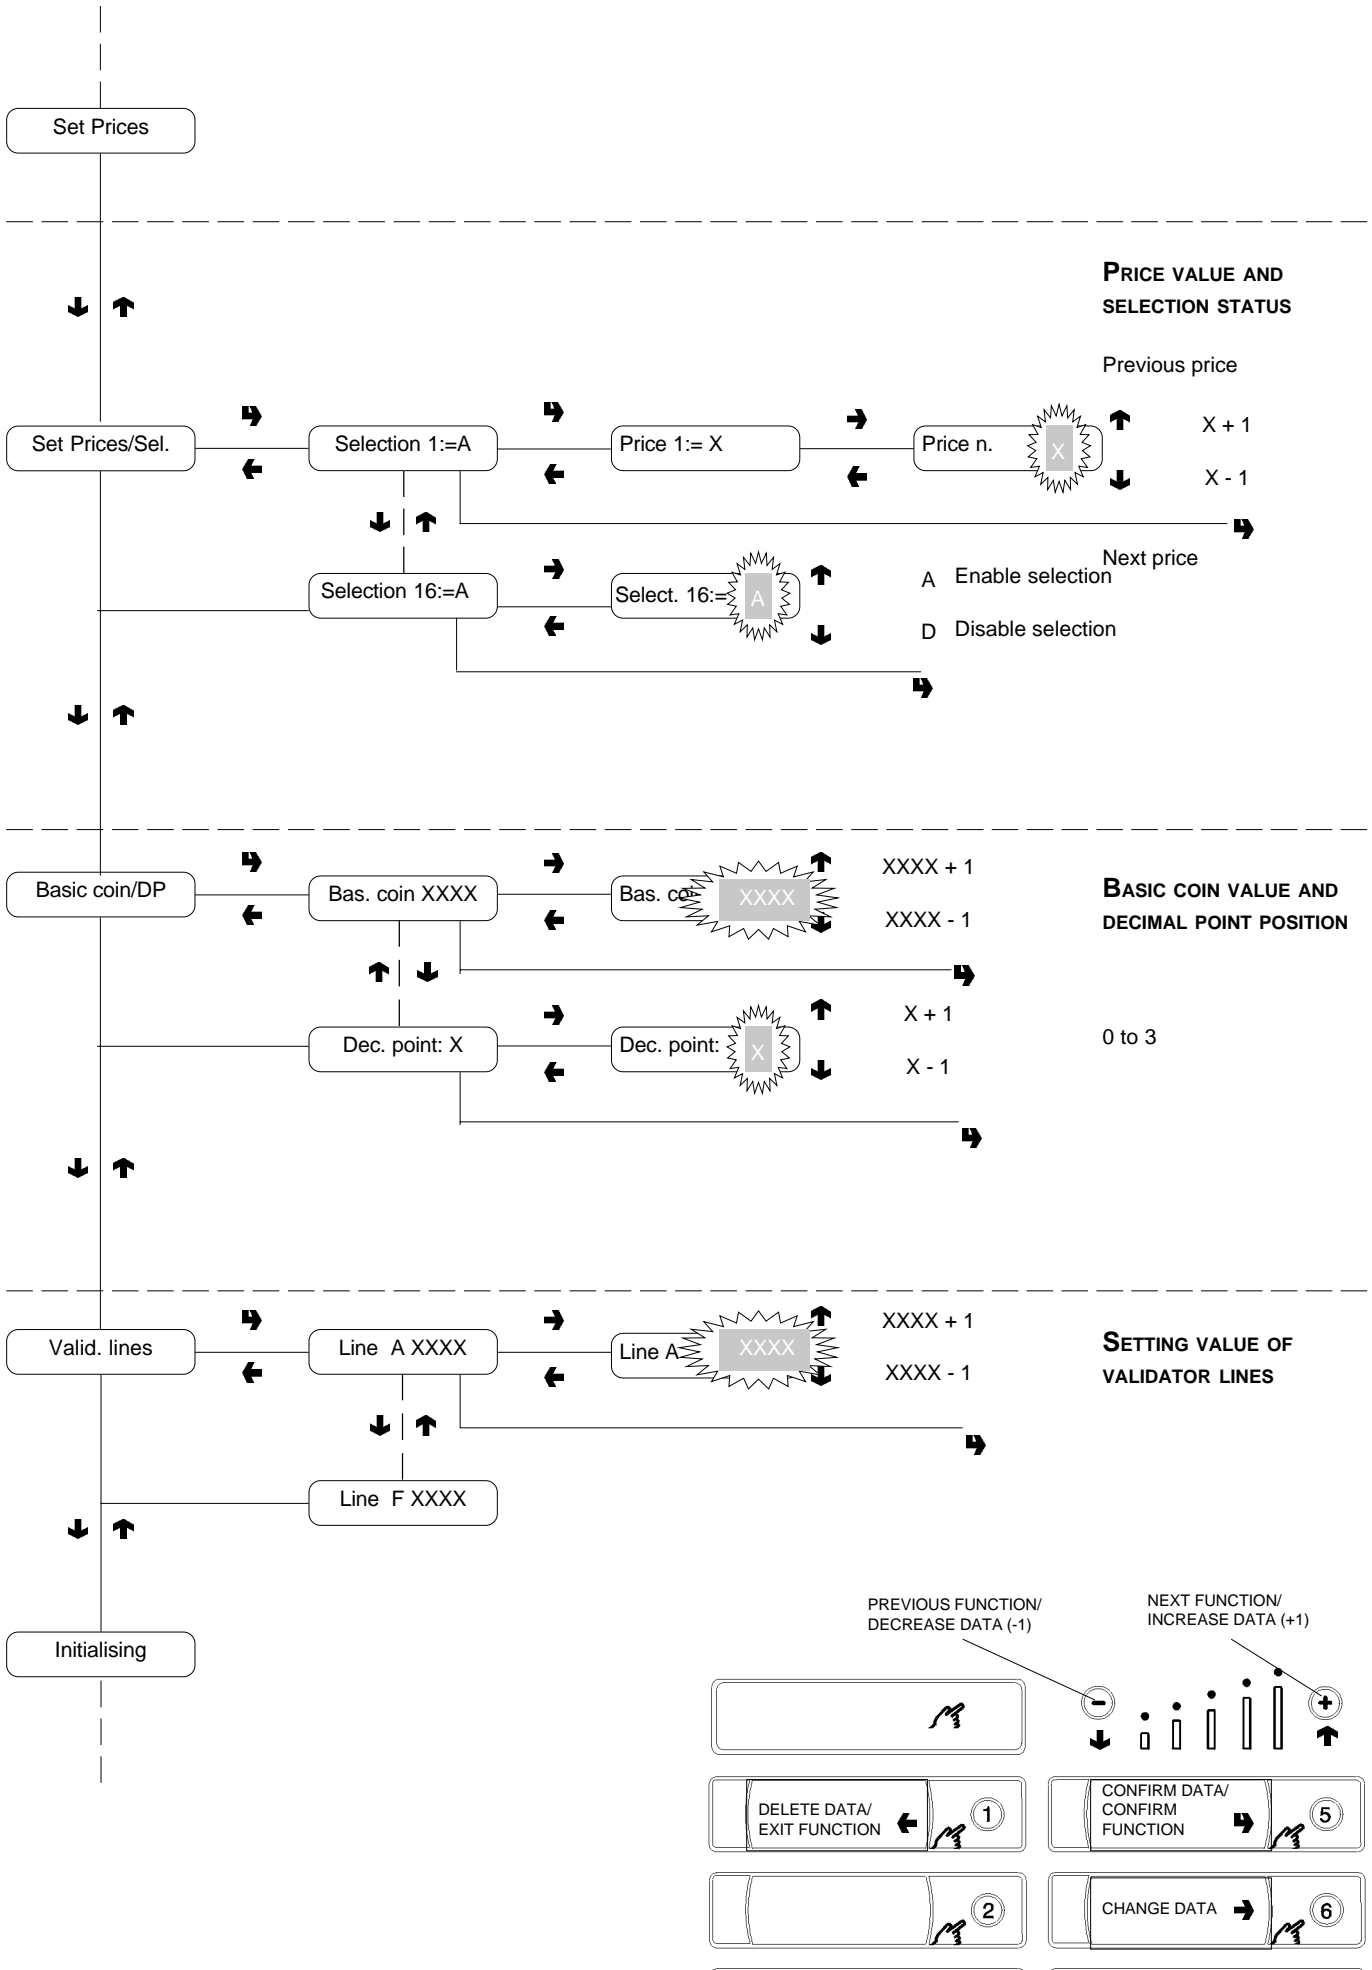 Set Prices
PRICE VALUE AND
SELECTION STATUS
Previous price
Set Prices/Sel.
Selection 1:=A
Price 1:= X
Price n.
X
X + 1
X - 1
Next price
Selection 16:=A
Select. 16:=
A
A Enable selection
D Disable selection
Basic coin/DP
Bas. coin XXXX
Bas. co
XXXX
XXXX + 1
XXXX - 1
BASIC COIN VALUE AND
DECIMAL POINT POSITION
Dec. point: X
Dec. point:
X
X + 1
X - 1
0 to 3
Valid. lines
Line A XXXX
Line A
XXXX
XXXX + 1
XXXX - 1
SETTING VALUE OF
VALIDATOR LINES
Line F XXXX
Initialising
PREVIOUS FUNCTION/
DECREASE DATA (-1)
NEXT FUNCTION/
INCREASE DATA (+1)
DELETE DATA/
EXIT FUNCTION
1
CONFIRM DATA/
CONFIRM
FUNCTION
5
2
CHANGE DATA
6